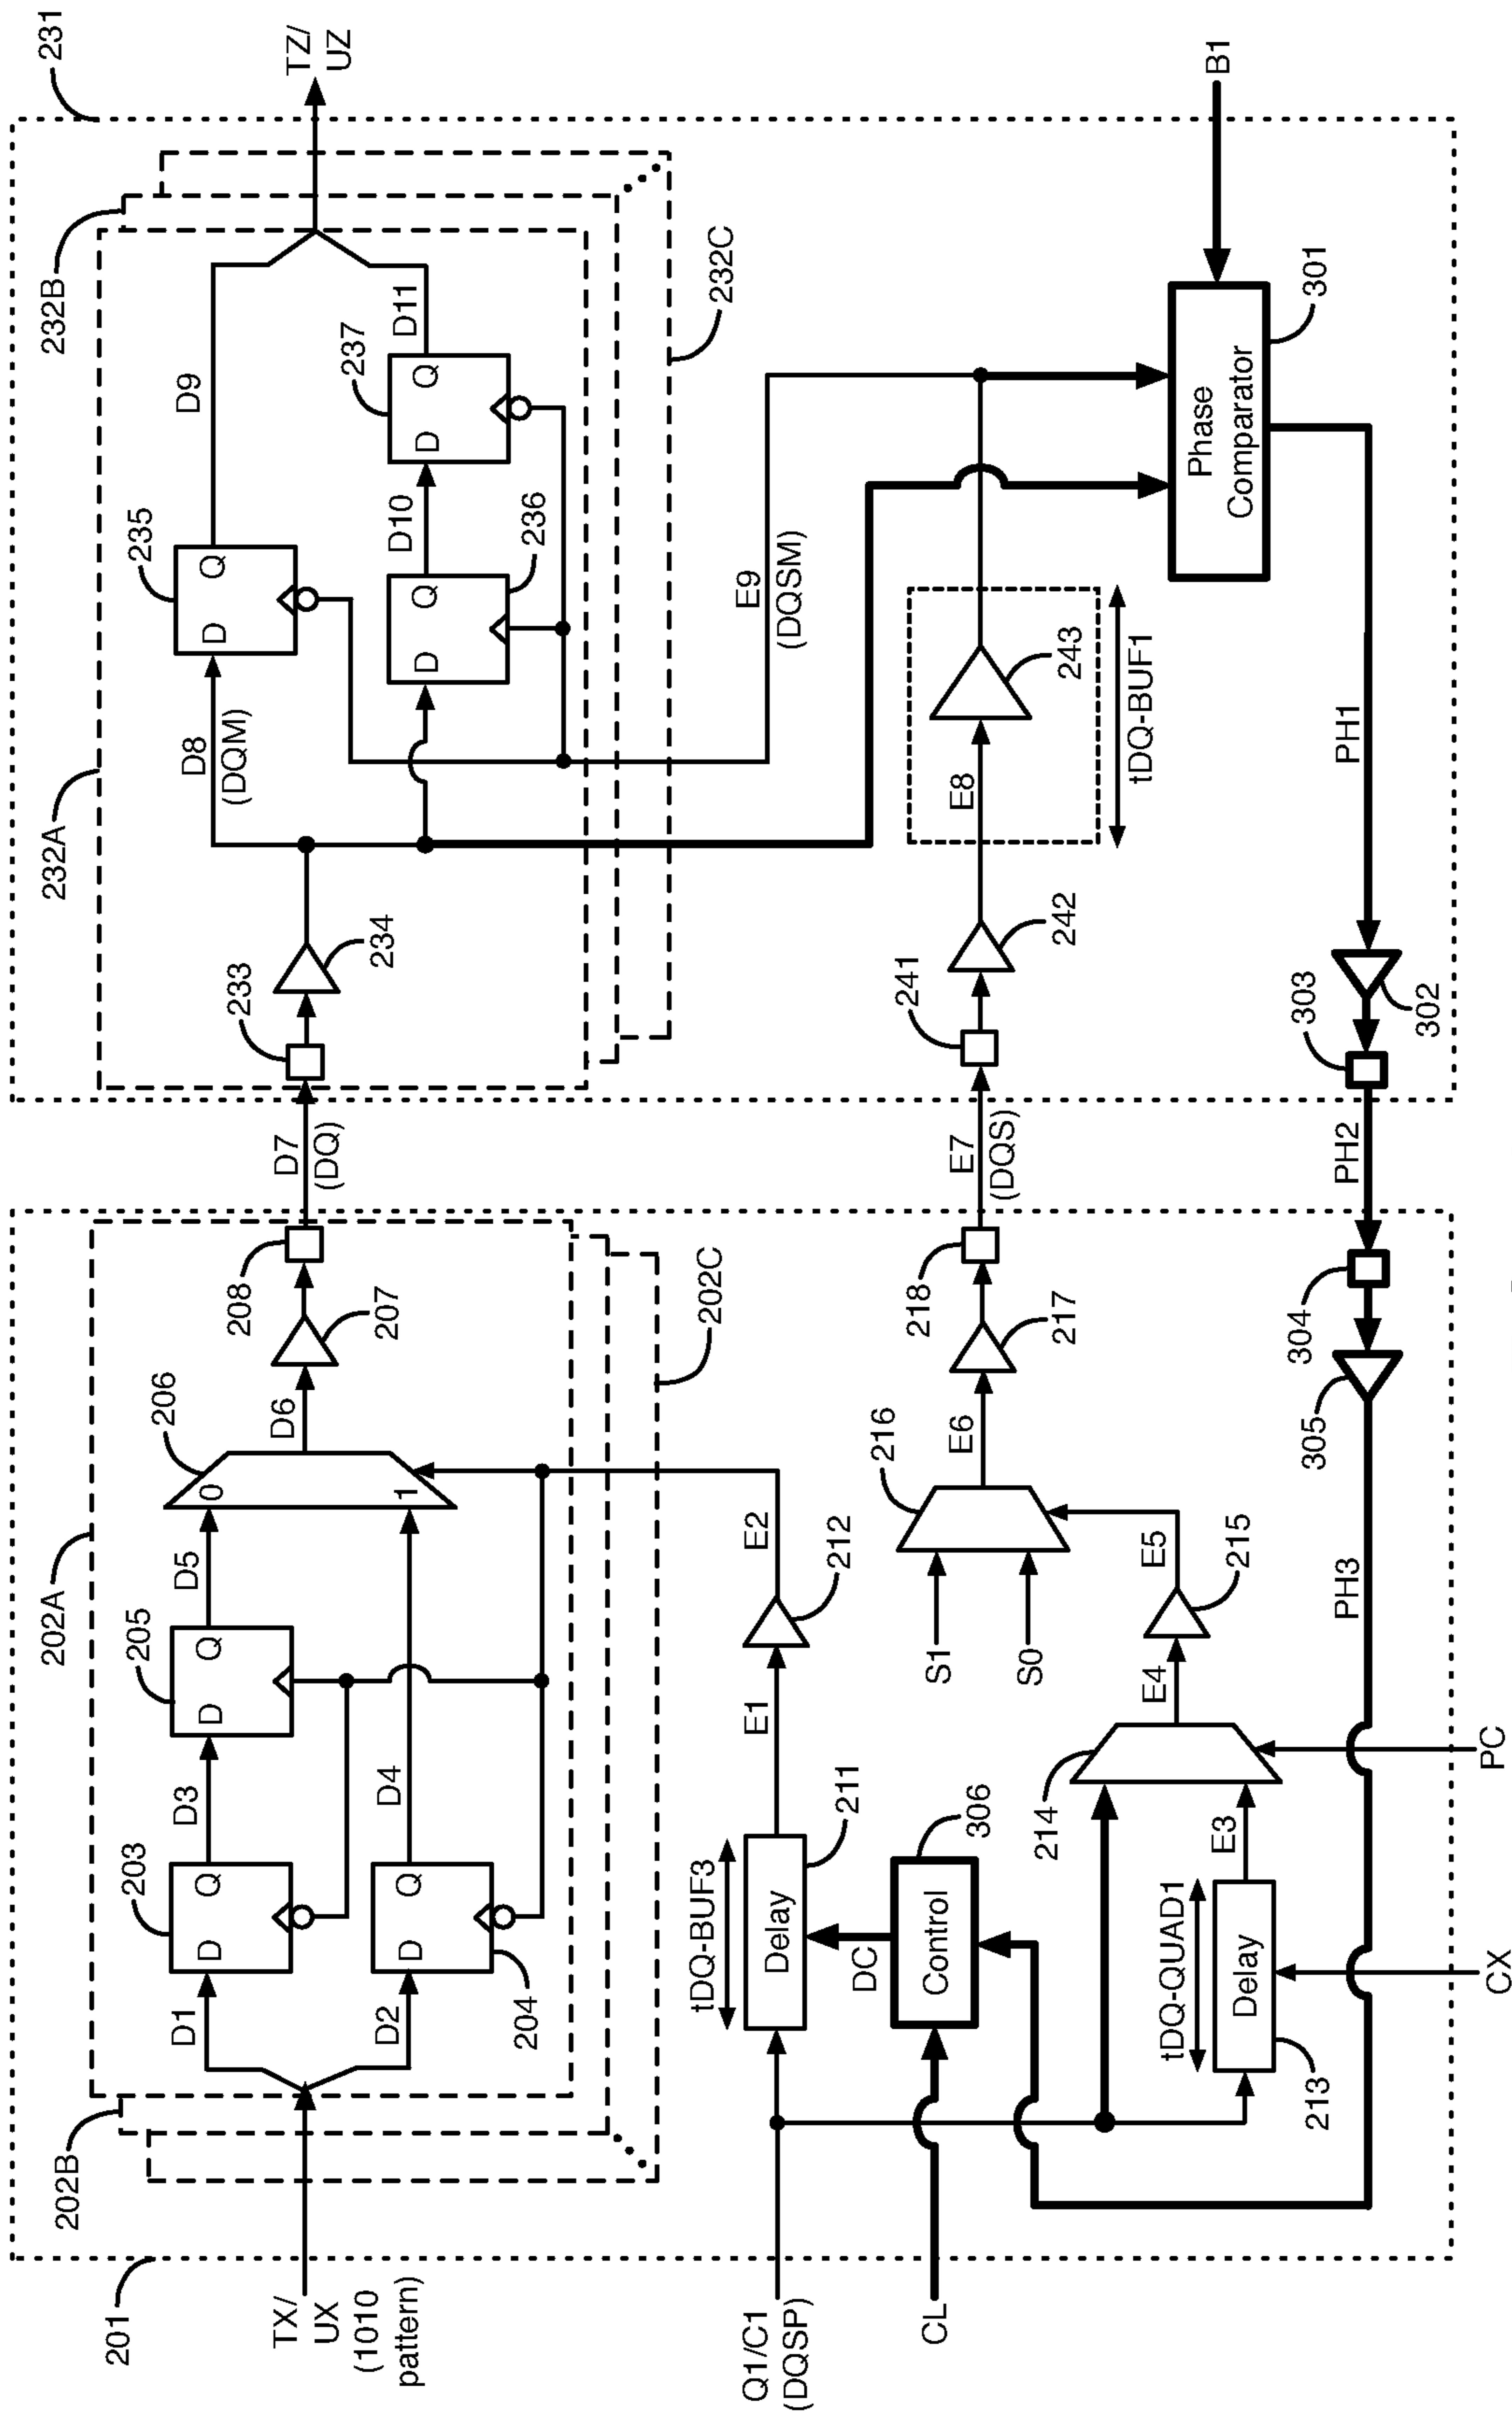 201
TX/
UX
(1010
pattern)
202B
202A
D1
D2
203
D
Q
204
D
Q
D3
D4
205
D
Q
D5
206
0
1
D6
207
208
202C
D7
(DQ)
Q1/C1
(DQSP)
tDQ-BUF3
Delay
211
E1
212
E2
CL
DC
Control
306
tDQ-QUAD1
Delay
213
CX
E3
214
PC
E4
215
E5
S1
S0
216
E6
217
218
E7
(DQS)
PH3
305
304
PH2
231
232A
232B
232C
233
234
D8
(DQM)
235
D
Q
D9
236
D
Q
D10
237
D
Q
D11
TZ/
UZ
E9
(DQSM)
241
242
E8
243
tDQ-BUF1
Phase
Comparator
301
B1
PH1
302
303